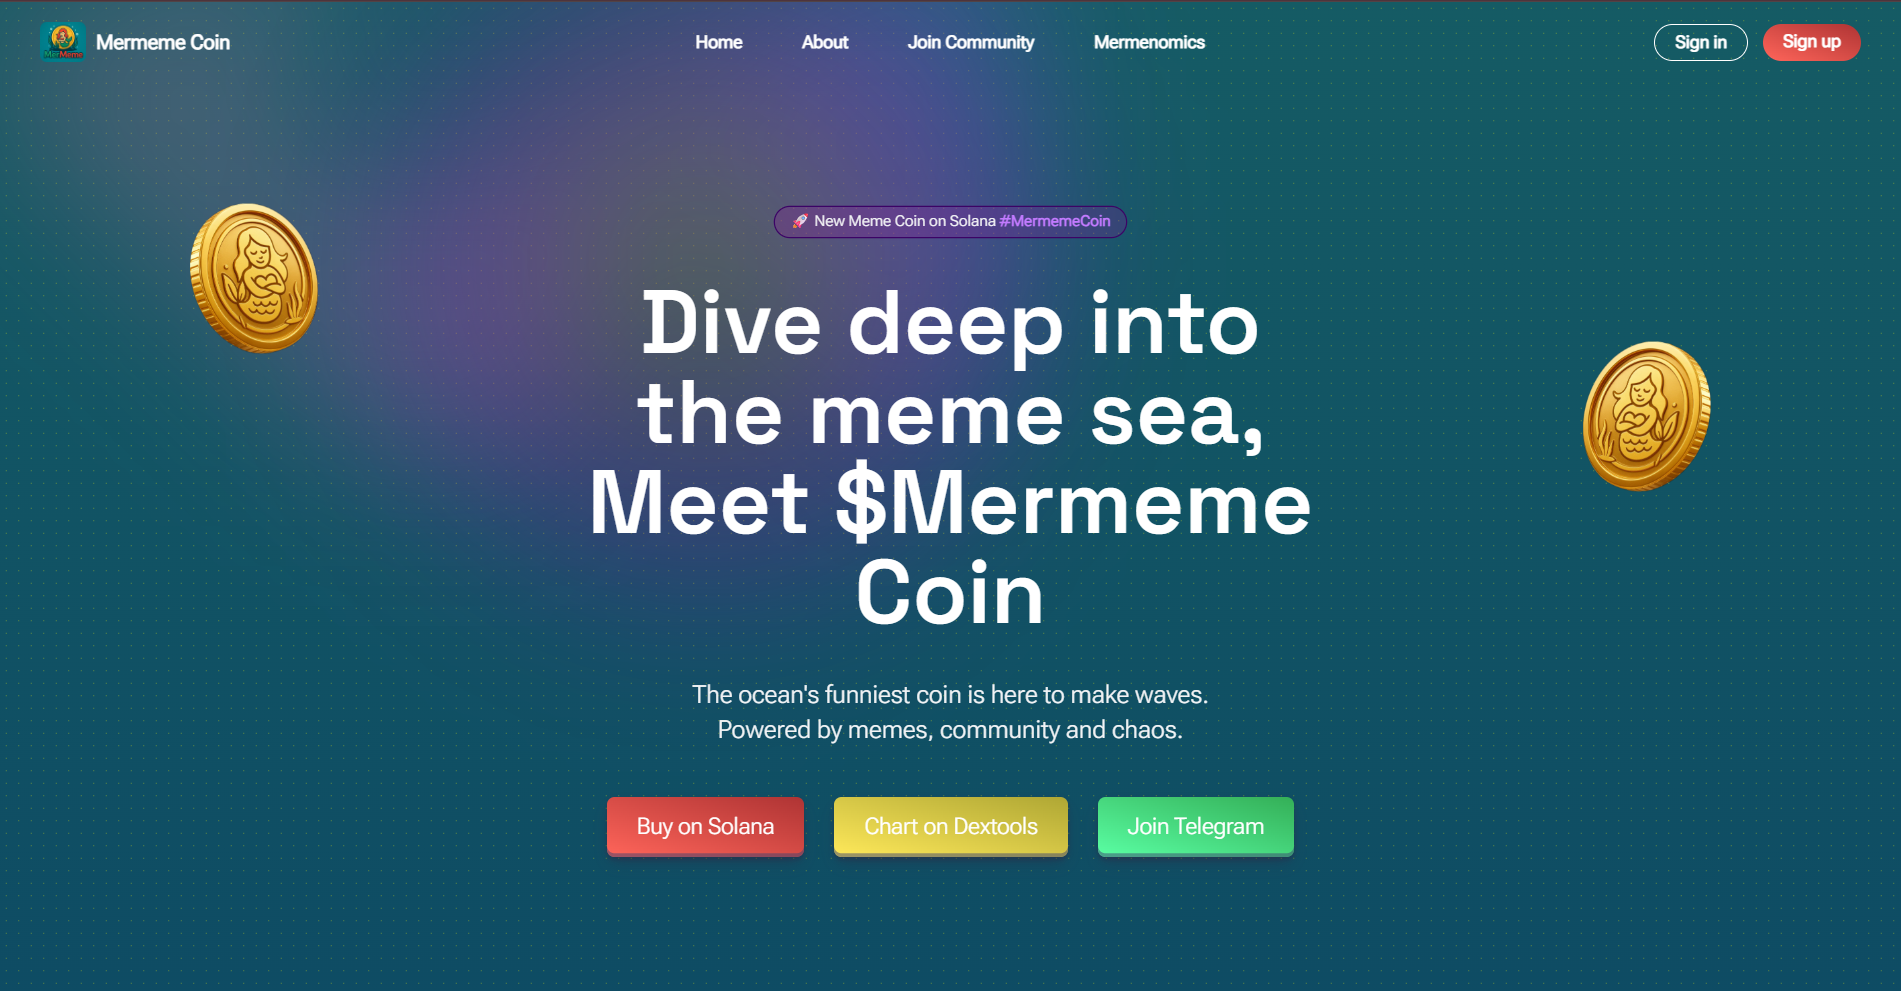 MerMeme
Mermeme Coin
Home
About
Join Community
Mermenomics
Sign in
Sign up
🚀 New Meme Coin on Solana #MermemeCoin
Dive deep into
the meme sea,
Meet $Mermeme
Coin
The ocean's funniest coin is here to make waves.
Powered by memes, community and chaos.
Buy on Solana
Chart on Dextools
Join Telegram